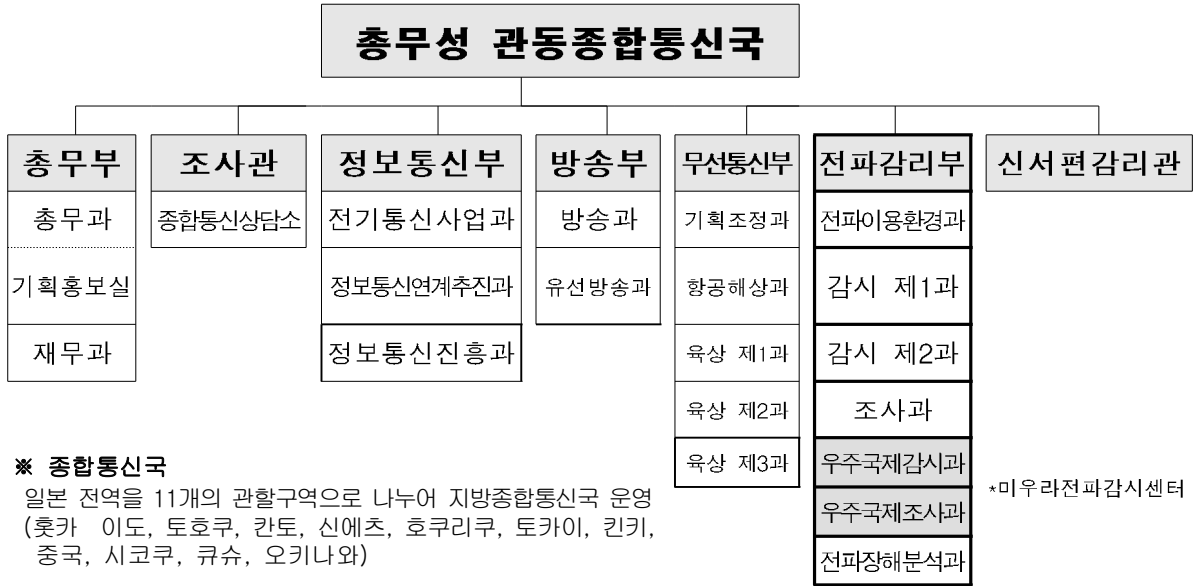 총무성 관동종합통신국
총무부
총무과
기획홍보실
재무과
조사관
종합통신상담소
정보통신부
전기통신사업과
정보통신연계추진과
정보통신진흥과
방송부
방송과
유선방송과
무선통신부
기획조정과
항공해상과
육상 제1과
육상 제2과
육상 제3과
전파감리부
전파이용환경과
감시 제1과
감시 제2과
조사과
우주국제감시과
우주국제조사과
전파장해분석과
신서편감리관
*미우라전파감시센터
※ 종합통신국
일본 전역을 11개의 관할구역으로 나누어 지방종합통신국 운영
(홋카 이도, 토호쿠, 칸토, 신에츠, 호쿠리쿠, 토카이, 킨키,
중국, 시코쿠, 큐슈, 오키나와)